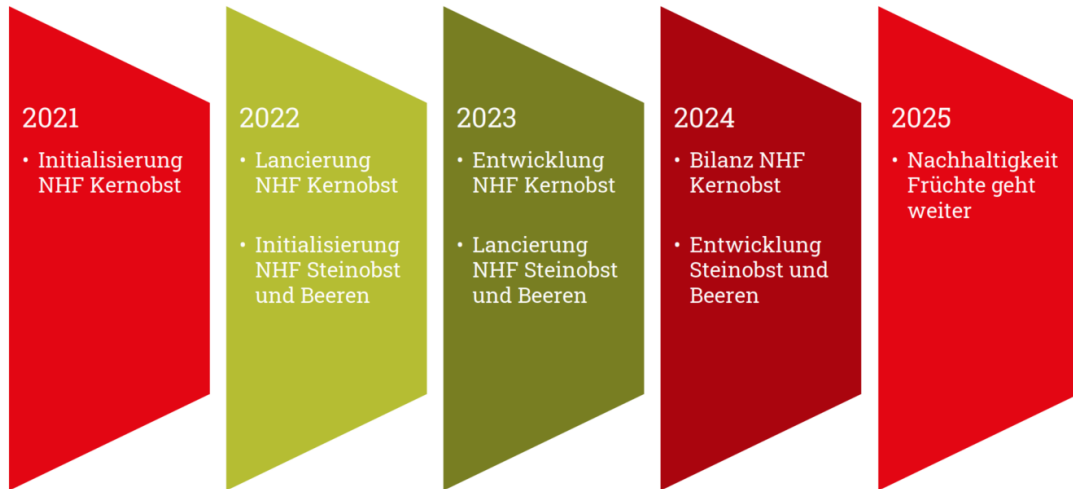 2021
• Initialisierung
NHF Kernobst
2022
• Lancierung
NHF Kernobst
• Initialisierung
NHF Steinobst
und Beeren
2023
• Entwicklung
NHF Kernobst
• Lancierung
NHF Steinobst
und Beeren
2024
• Bilanz NHF
Kernobst
• Entwicklung
Steinobst und
Beeren
2025
• Nachhaltigkeit
Früchte geht
weiter